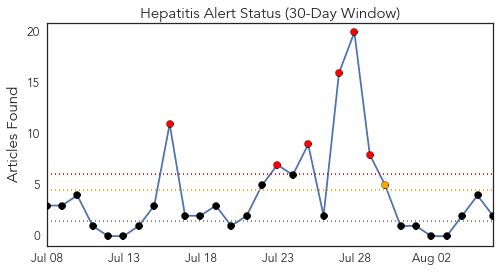 Hepatitis Alert Status (30-Day Window)
Articles Found
20
15
10
5
0
Jul 08 Jul 13 Jul 18 Jul 23 Jul 28 Aug 02